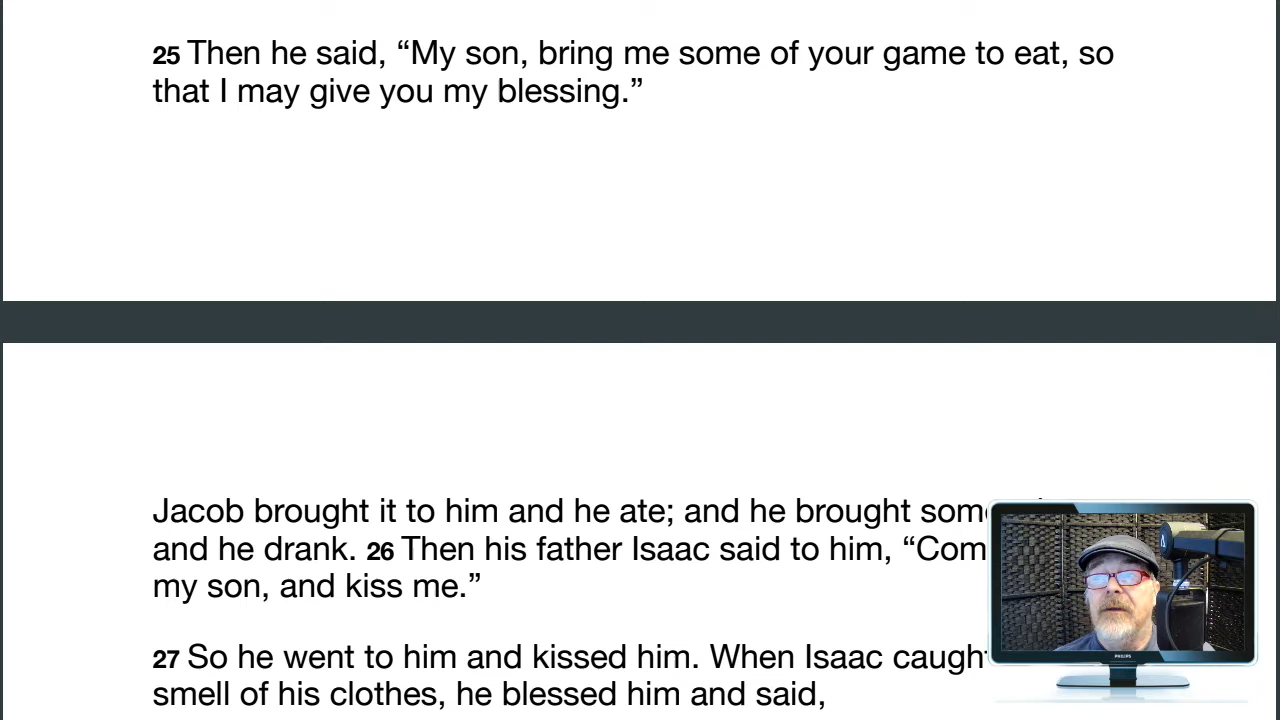 25 Then he said, “My son, bring me some of your game to eat, so
that I may give you my blessing.”
Jacob brought it to him and he ate; and he brought
and he drank. 26 Then his father Isaac said to him,
my son, and kiss me.”
27 So he went to him and kissed him. When Isaac caught
smell of his clothes, he blessed him and said,
PHILIPS